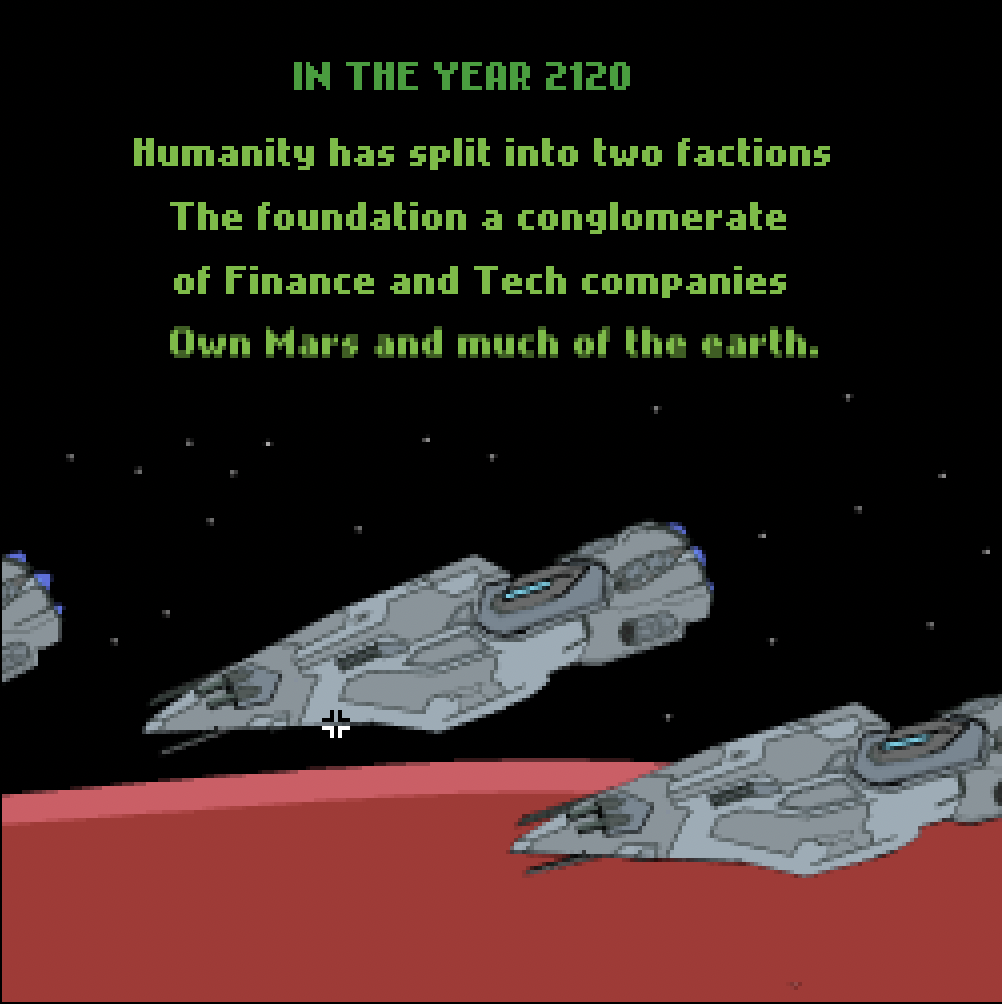 IN THE YEAR 2120
Humanity has split into two factions
The foundation a conglomerate
of Finance and Tech companies
Own Mars and much of the earth.